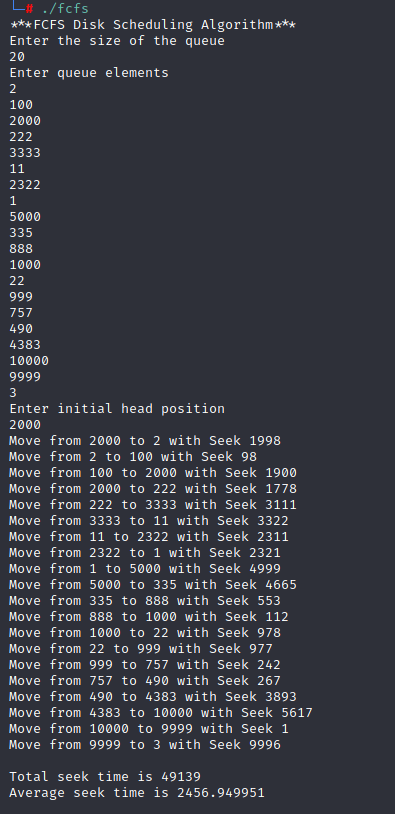 └─# ./fcfs
***FCFS Disk Scheduling Algorithm***
Enter the size of the queue
20
Enter queue elements
2
100
2000
222
3333
11
2322
1
5000
335
888
1000
22
999
757
490
4383
10000
9999
3
Enter initial head position
2000
Move from 2000 to 2 with Seek 1998
Move from 2 to 100 with Seek 98
Move from 100 to 2000 with Seek 1900
Move from 2000 to 222 with Seek 1778
Move from 222 to 3333 with Seek 3111
Move from 3333 to 11 with Seek 3322
Move from 11 to 2322 with Seek 2311
Move from 2322 to 1 with Seek 2321
Move from 1 to 5000 with Seek 4999
Move from 5000 to 335 with Seek 4665
Move from 335 to 888 with Seek 553
Move from 888 to 1000 with Seek 112
Move from 1000 to 22 with Seek 978
Move from 22 to 999 with Seek 977
Move from 999 to 757 with Seek 242
Move from 757 to 490 with Seek 267
Move from 490 to 4383 with Seek 3893
Move from 4383 to 10000 with Seek 5617
Move from 10000 to 9999 with Seek 1
Move from 9999 to 3 with Seek 9996
Total seek time is 49139
Average seek time is 2456.949951